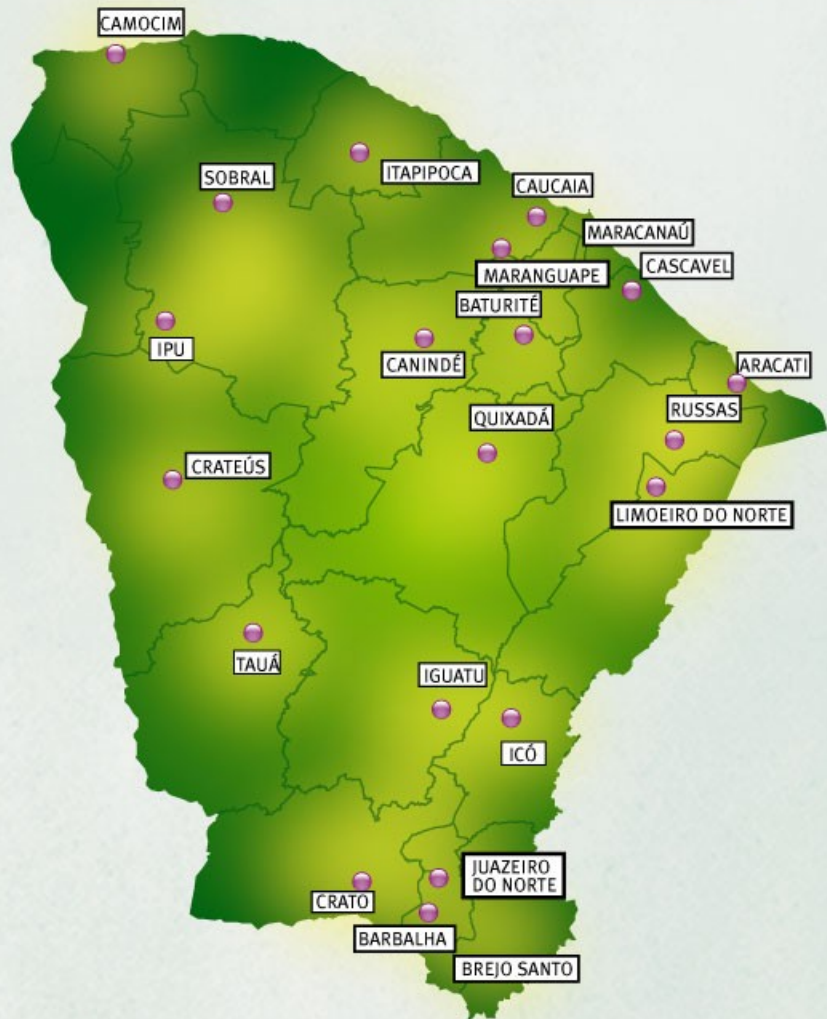 CAMOCIM
SOBRAL
ITAPIPOCA
CAUCAIA
MARACANAÚ
MARANGUAPE
CASCAVEL
BATURITÉ
IPU
CANINDÉ
ARACATI
RUSSAS
QUIXADÁ
CRATEÚS
LIMOEIRO DO NORTE
TAUÁ
IGUATU
ICÓ
JUAZEIRO
DO NORTE
CRATO
BARBALHA
BREJO SANTO